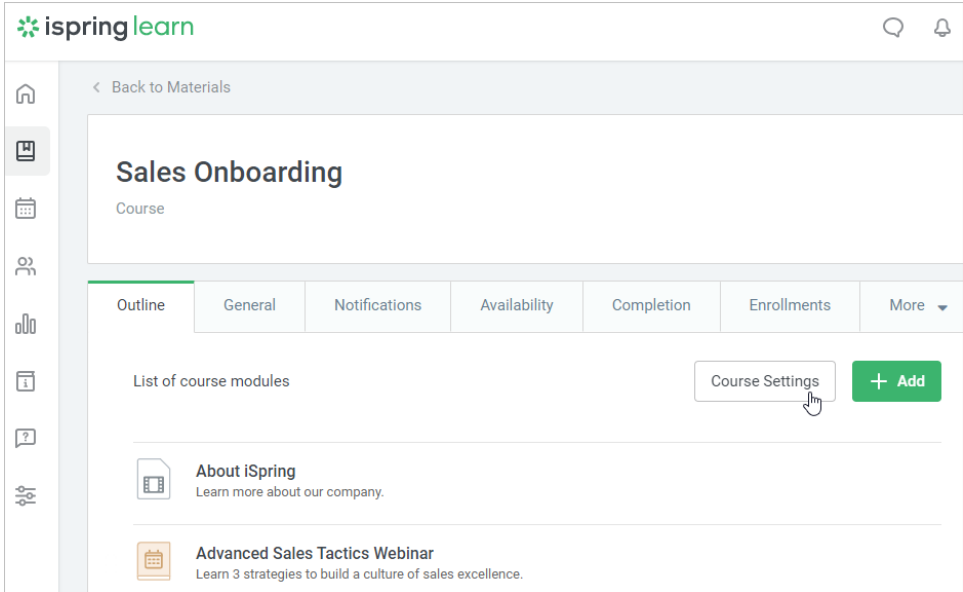 ispring learn
Back to Materials
Sales Onboarding
Course
Outline General Notifications Availability Completion Enrollments More
List of course modules Course Settings + Add
About iSpring
Learn more about our company.
Advanced Sales Tactics Webinar
Learn 3 strategies to build a culture of sales excellence.